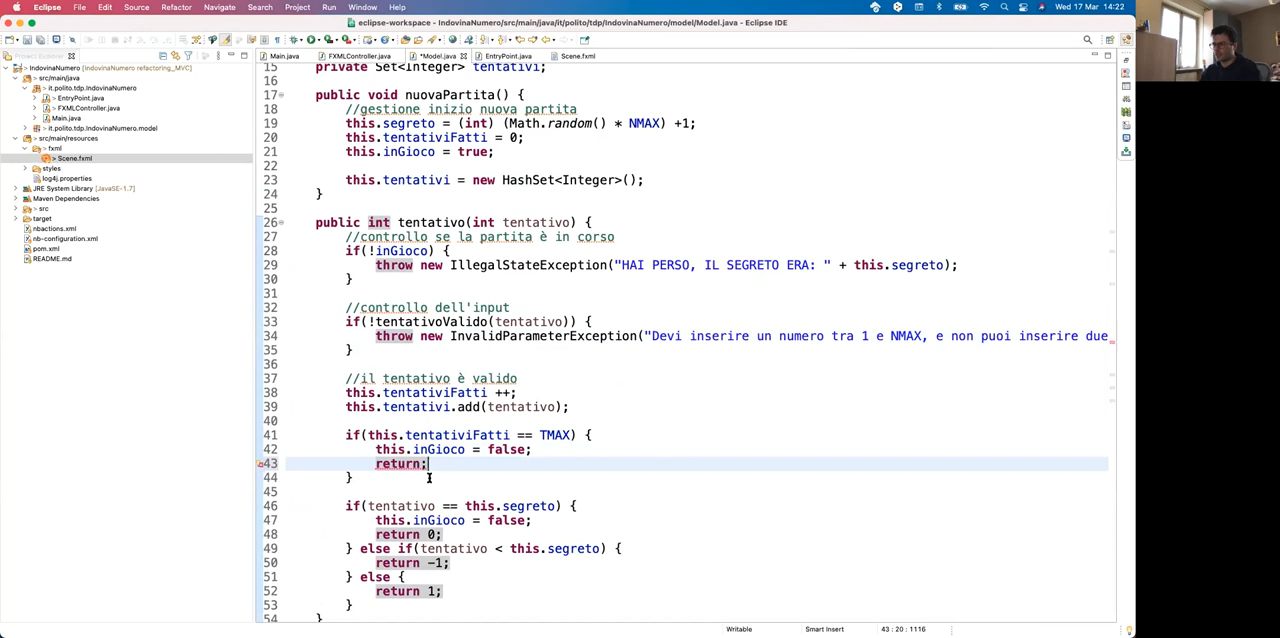 Eclipse File Edit Source Refactor Navigate Search Project Run Window Help Wed 17 Mar 14:22
eclipse-workspace - IndovinaNumero/src/main/java/it/polito/tdp/IndovinaNumero/model/Model.java - Eclipse IDE
Project Explorer
Main.java FXMLController.java *Model.java EntryPoint.java Scene.fxml
> IndovinaNumero [IndovinaNumero refactoring_MVC]
> src/main/java
> it.polito.tdp.IndovinaNumero
> EntryPoint.java
> FXMLController.java
> Main.java
> it.polito.tdp.IndovinaNumero.model
> src/main/resources
> fxml
> Scene.fxml
styles
log4j.properties
JRE System Library [JavaSE-1.7]
Maven Dependencies
> src
target
nbactions.xml
nb-configuration.xml
pom.xml
README.md
15 private Set<Integer> tentativi;
16
17 public void nuovaPartita() {
18 //gestione inizio nuova partita
19 this.segreto = (int) (Math.random() * NMAX) +1;
20 this.tentativiFatti = 0;
21 this.inGioco = true;
22
23 this.tentativi = new HashSet<Integer>();
24 }
25
26 public int tentativo(int tentativo) {
27 //controllo se la partita è in corso
28 if(!inGioco) {
29 throw new IllegalStateException("HAI PERSO, IL SEGRETO ERA: " + this.segreto);
30 }
31
32 //controllo dell'input
33 if(!tentativoValido(tentativo)) {
34 throw new InvalidParameterException("Devi inserire un numero tra 1 e NMAX, e non puoi inserire due
35 }
36
37 //il tentativo è valido
38 this.tentativiFatti ++;
39 this.tentativi.add(tentativo);
40
41 if(this.tentativiFatti == TMAX) {
42 this.inGioco = false;
43 return;
44 }
45
46 if(tentativo == this.segreto) {
47 this.inGioco = false;
48 return 0;
49 } else if(tentativo < this.segreto) {
50 return -1;
51 } else {
52 return 1;
53 }
54 }
Writable Smart Insert 43 : 20 : 1116